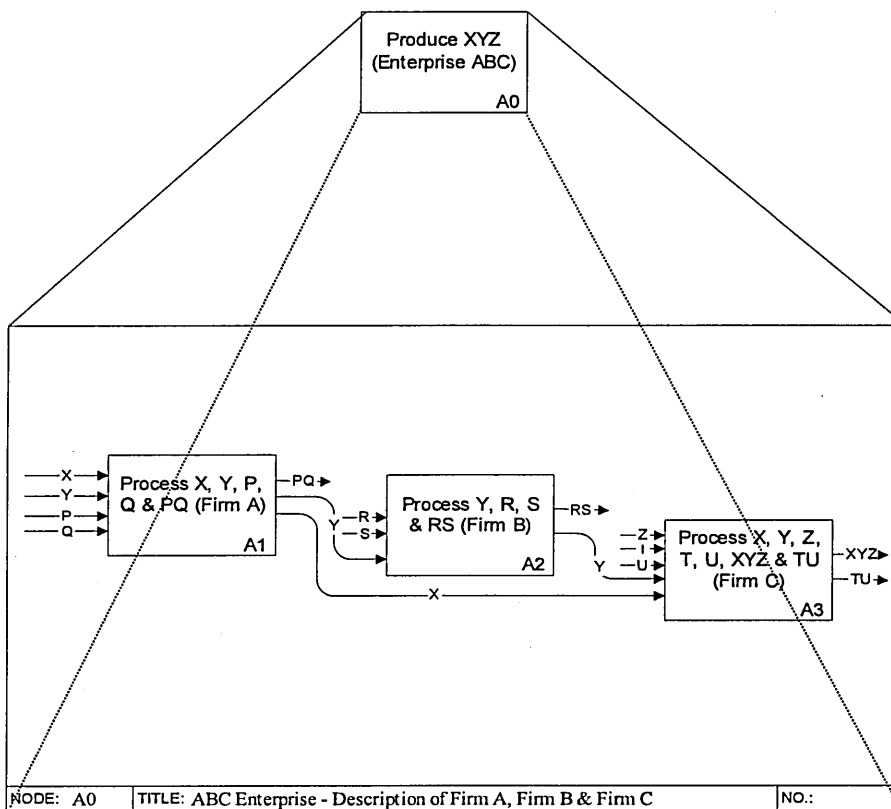 Produce XYZ
(Enterprise ABC)
A0
X
Y
P
Q
Process X, Y, P,
Q & PQ (Firm A)
A1
PQ
Y
R
S
Process Y, R, S
& RS (Firm B)
A2
RS
Y
X
Z
I
U
Process X, Y, Z,
T, U, XYZ & TU
(Firm C)
A3
XYZ
TU
NODE: A0
TITLE: ABC Enterprise - Description of Firm A, Firm B & Firm C
NO.: